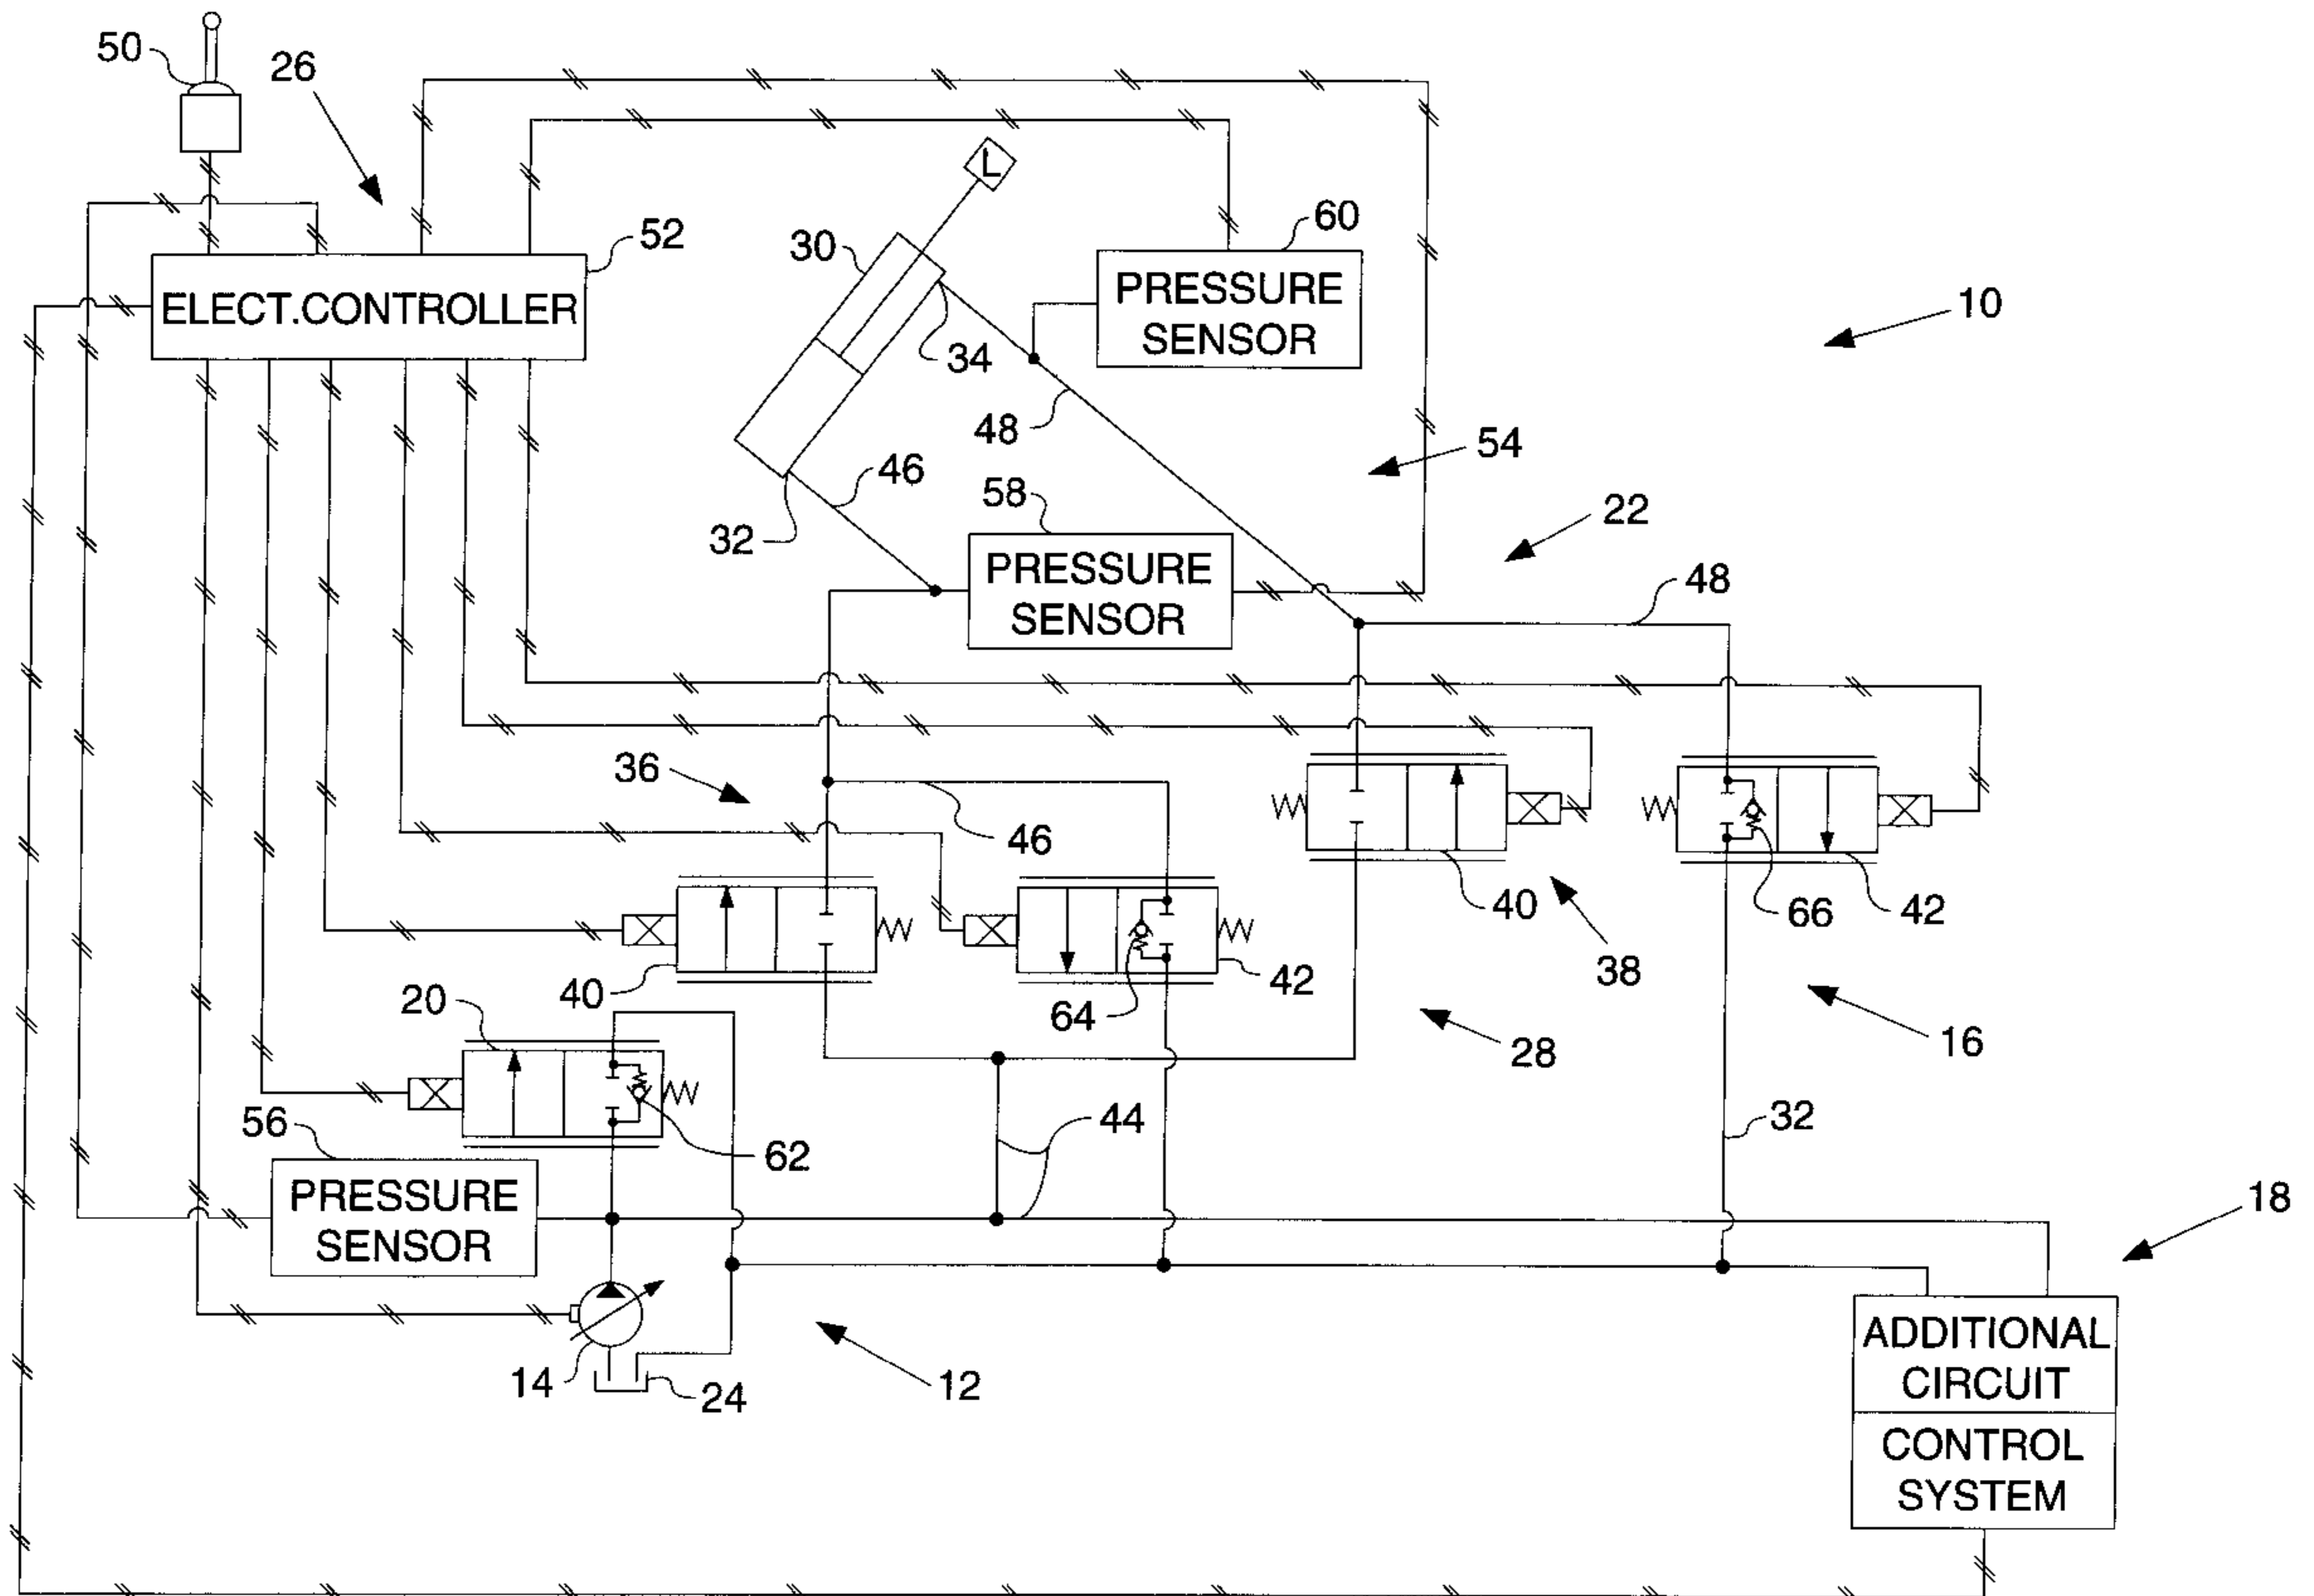 50
26
L
60
52
30
PRESSURE
SENSOR
10
ELECT.CONTROLLER
34
48
54
46
58
22
32
PRESSURE
SENSOR
48
36
46
40
66
42
38
40
64
42
20
28
16
56
44
32
62
PRESSURE
SENSOR
18
ADDITIONAL
CIRCUIT
14
24
12
CONTROL
SYSTEM